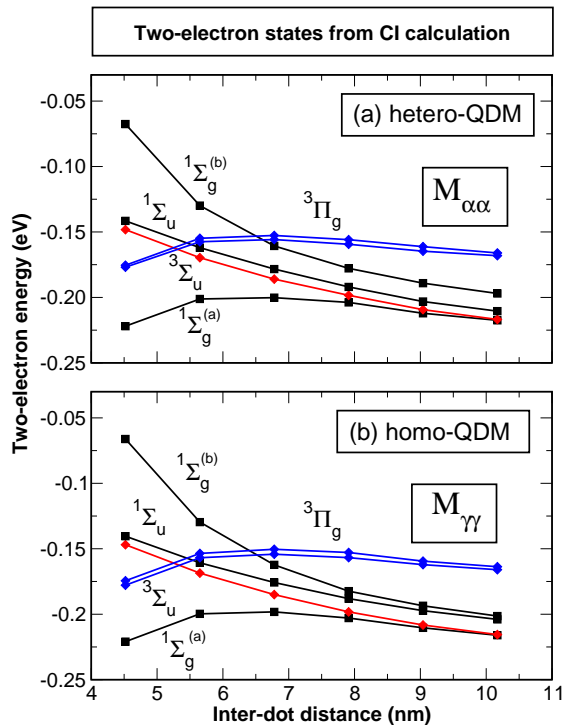 Two-electron states from CI calculation
Two-electron energy (eV)
-0.05
-0.10
-0.15
-0.20
-0.25
(a) hetero-QDM
M_αα
¹Σ_g^(b)
¹Σ_u
³Π_g
³Σ_u
¹Σ_g^(a)
-0.05
-0.1
-0.15
-0.2
-0.25
(b) homo-QDM
M_γγ
¹Σ_g^(b)
¹Σ_u
³Π_g
³Σ_u
¹Σ_g^(a)
4 5 6 7 8 9 10 11
Inter-dot distance (nm)